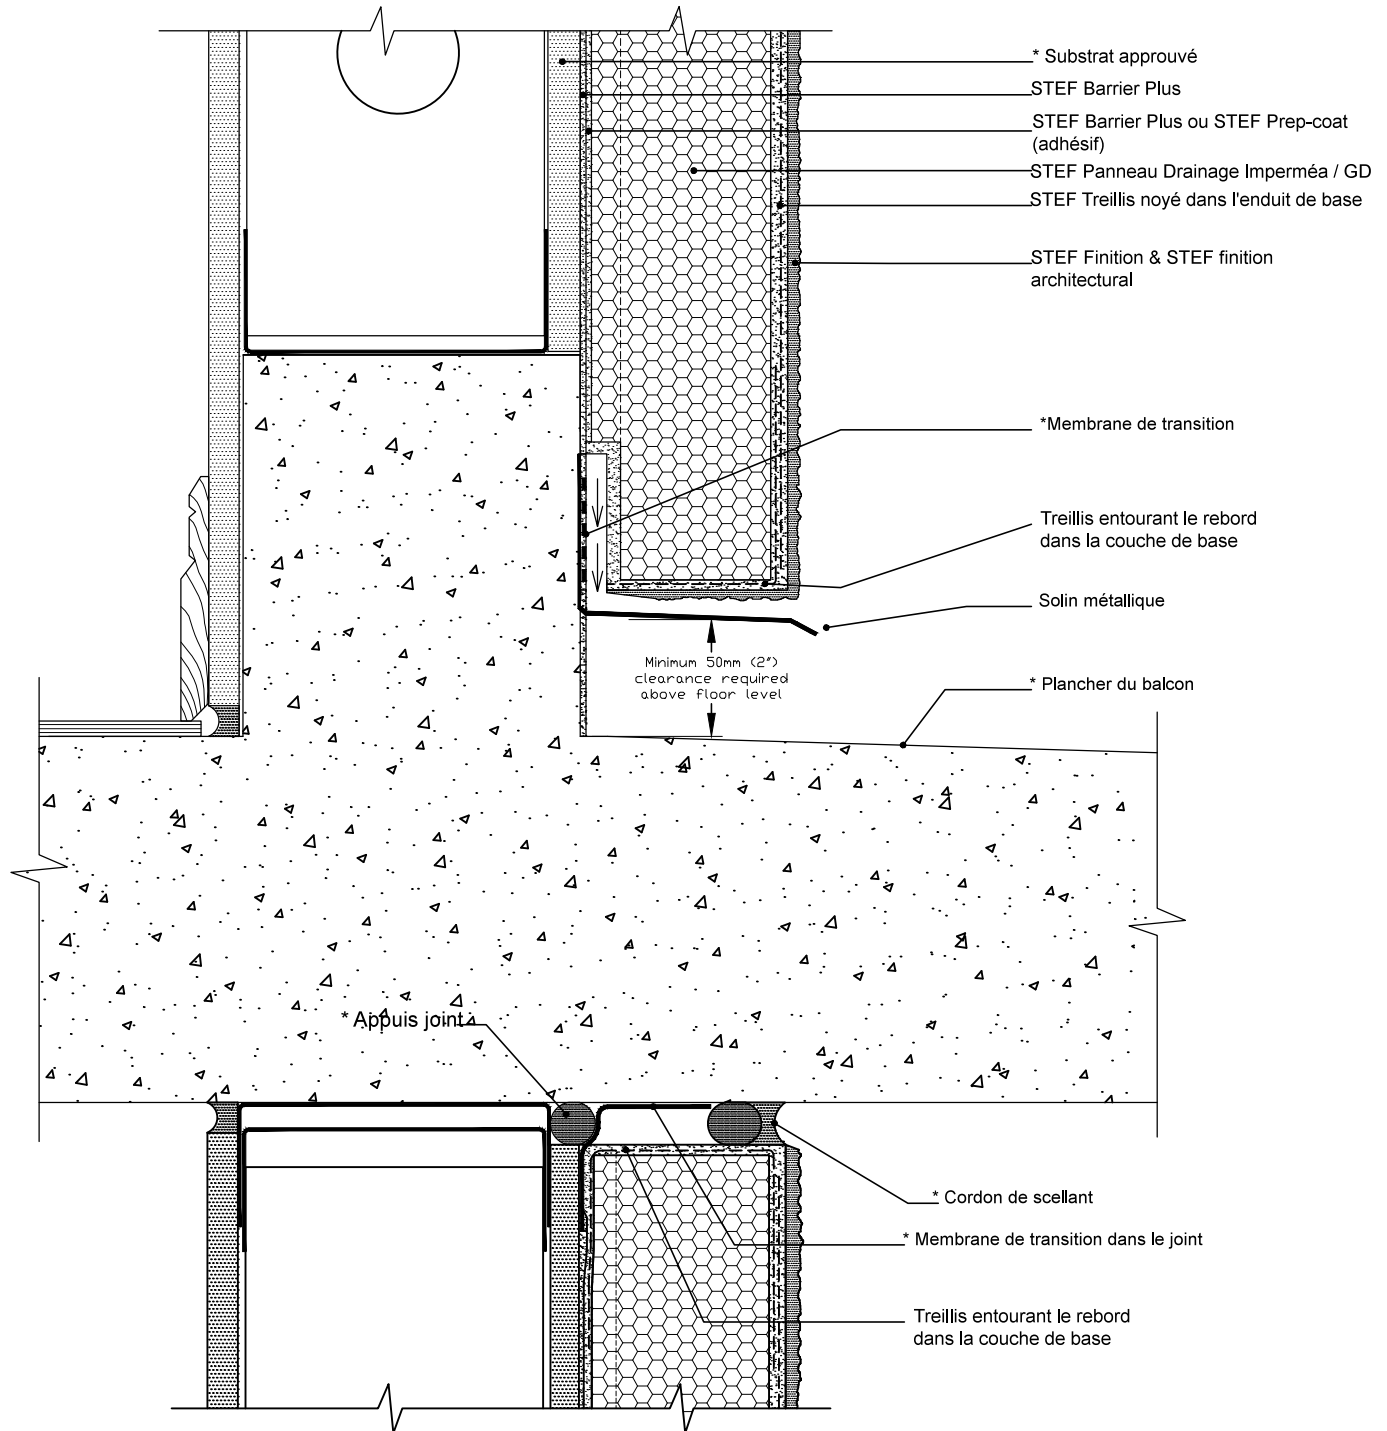 * Substrat approuvé
STEF Barrier Plus
STEF Barrier Plus ou STEF Prep-coat
(adhésif)
STEF Panneau Drainage Imperméa / GD
STEF Treillis noyé dans l'enduit de base
STEF Finition & STEF finition
architectural
*Membrane de transition
Treillis entourant le rebord
dans la couche de base
Solin métallique
Minimum 50mm (2")
clearance required
above floor level
* Plancher du balcon
* Appuis joint
* Cordon de scellant
* Membrane de transition dans le joint
Treillis entourant le rebord
dans la couche de base